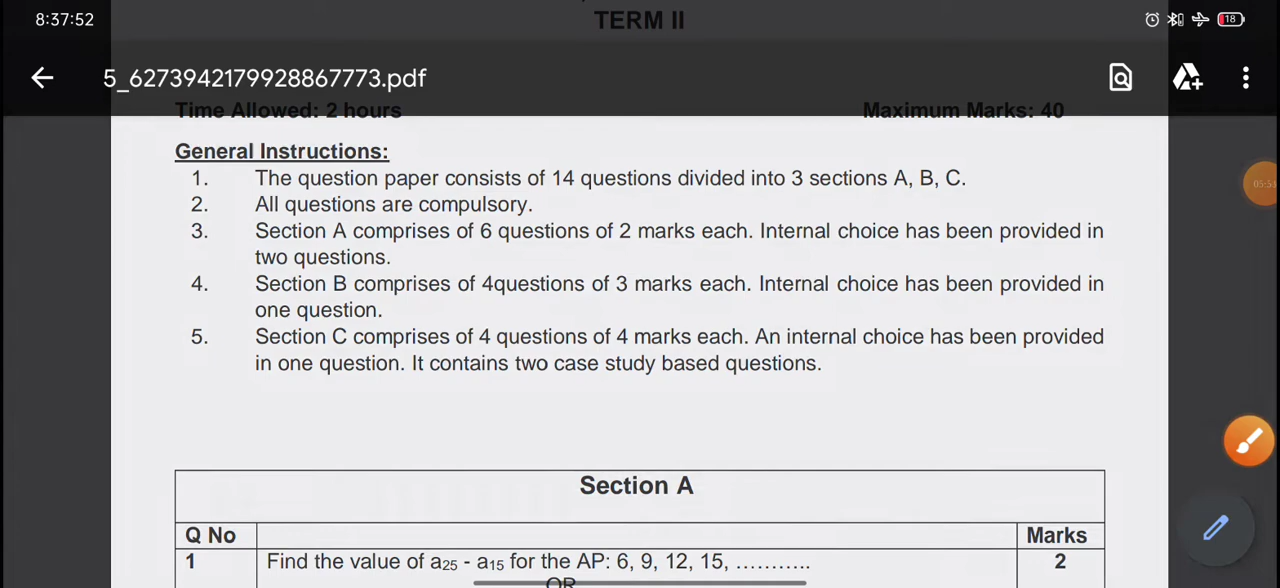 8:37:52
18
TERM II
5_6273942179928867773.pdf
Time Allowed: 2 hours Maximum Marks: 40
General Instructions:
1. The question paper consists of 14 questions divided into 3 sections A, B, C.
2. All questions are compulsory.
3. Section A comprises of 6 questions of 2 marks each. Internal choice has been provided in
two questions.
4. Section B comprises of 4questions of 3 marks each. Internal choice has been provided in
one question.
5. Section C comprises of 4 questions of 4 marks each. An internal choice has been provided
in one question. It contains two case study based questions.
Section A
Q No Marks
1 Find the value of a25 - a15 for the AP: 6, 9, 12, 15, ……….. 2
OR